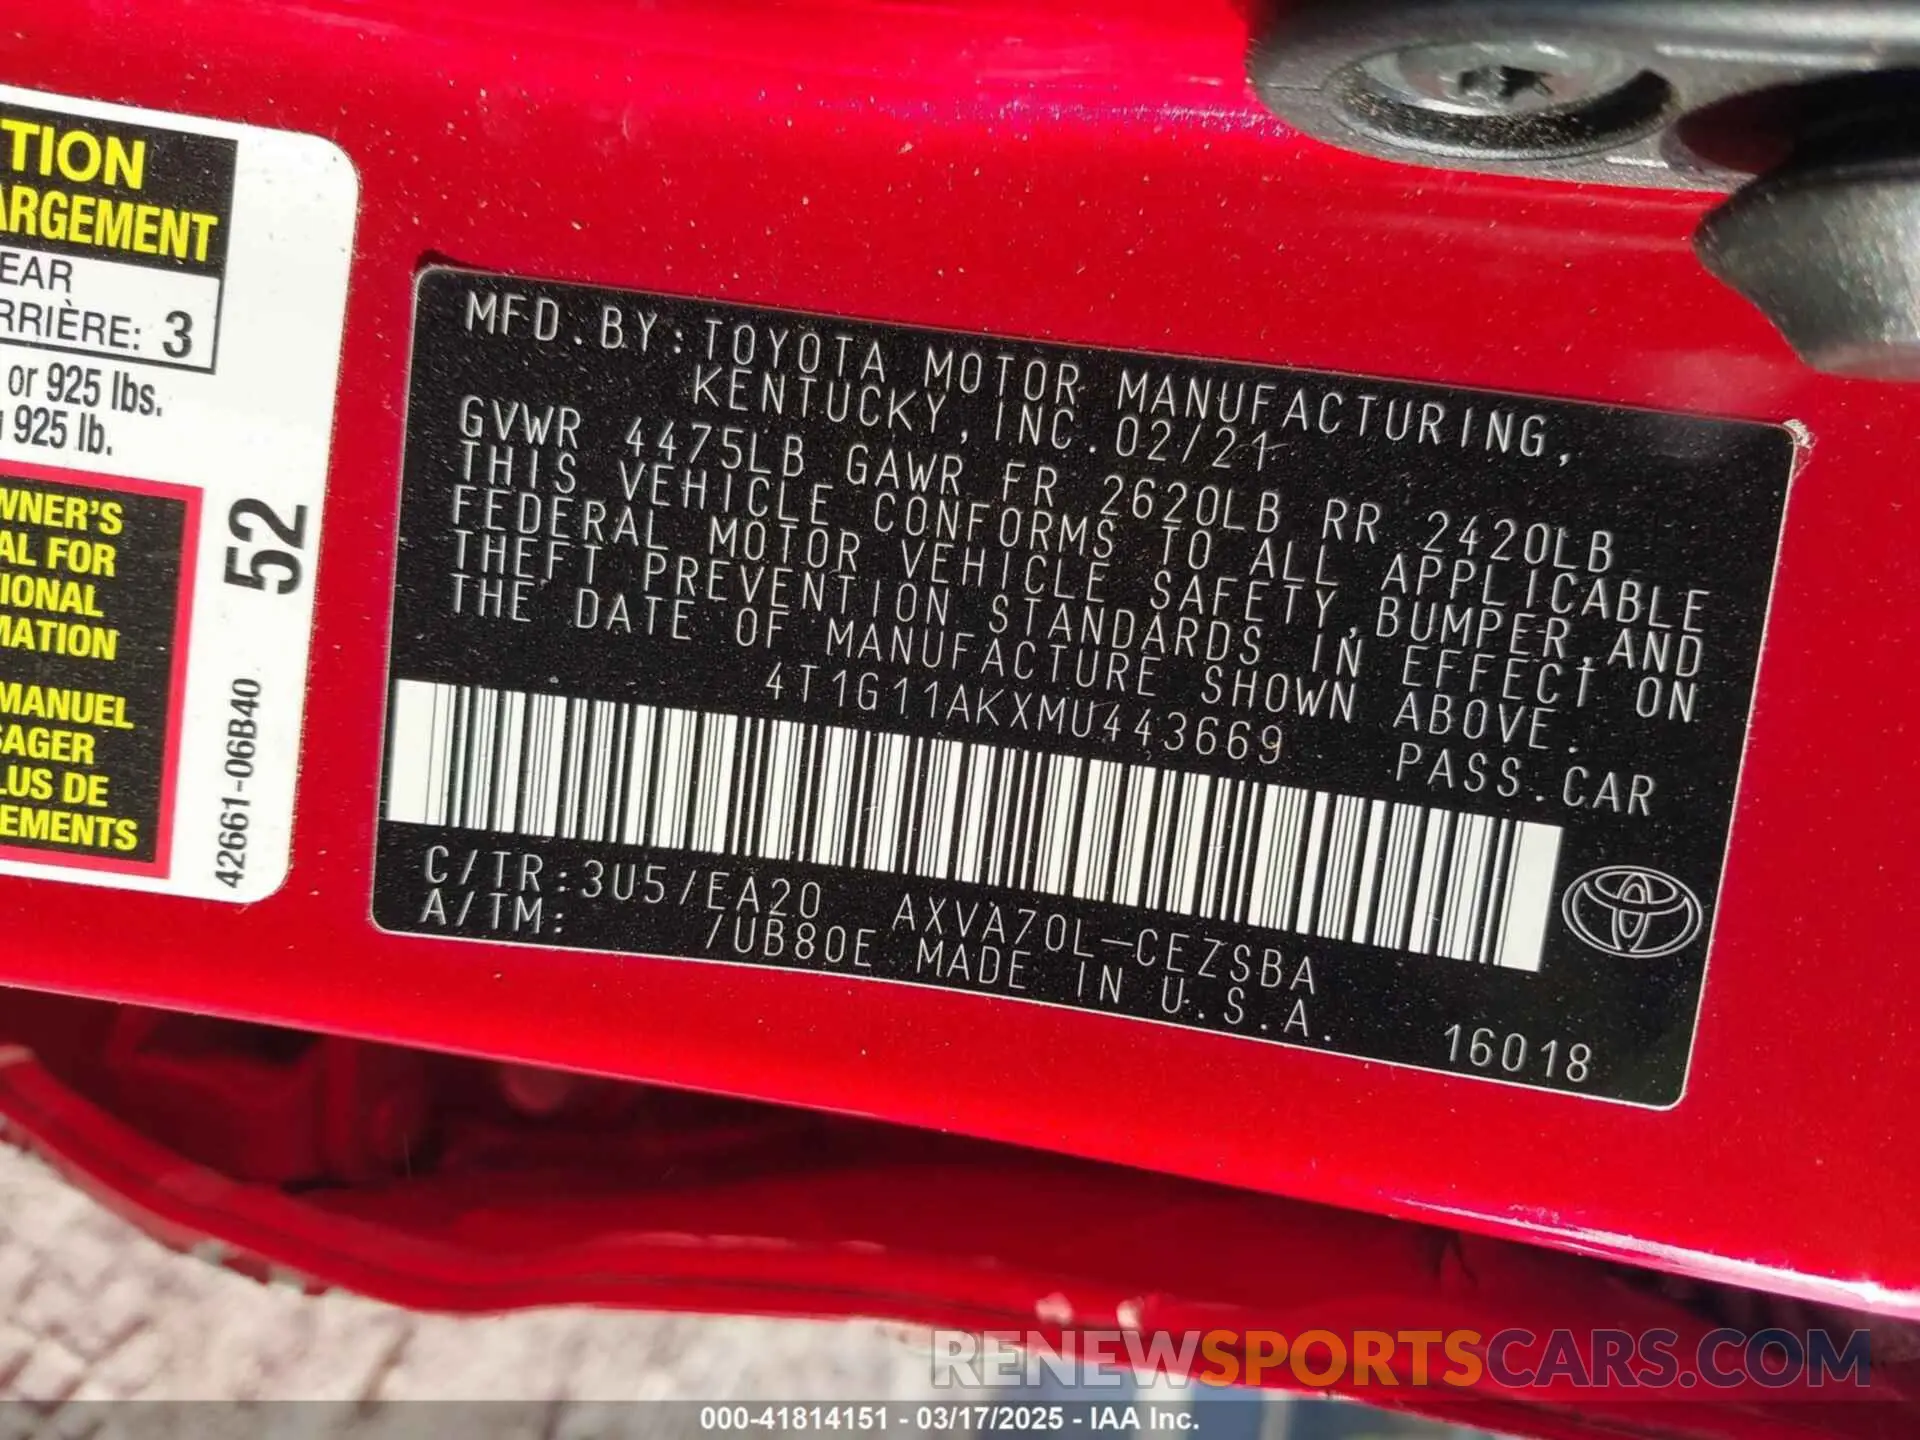 TION
ARGEMENT
EAR
RRIÈRE: 3
or 925 lbs.
925 lb.
WNER'S
AL FOR
IONAL
MATION
MANUEL
SAGER
LUS DE
EMENTS
52
42661-06B40
MFD. BY: TOYOTA MOTOR MANUFACTURING,
KENTUCKY, INC. 02/21
GVWR 4475LB GAWR FR 2620LB RR 2420LB
THIS VEHICLE CONFORMS TO ALL APPLICABLE
FEDERAL MOTOR VEHICLE SAFETY, BUMPER, AND
THEFT PREVENTION STANDARDS IN EFFECT ON
THE DATE OF MANUFACTURE SHOWN ABOVE.
4T1G11AKXMU443669 PASS. CAR
C/TR: 3U5/EA20 AXVA70L-CEZSBA
A/TM: /UB80E MADE IN U.S.A.
16018
RENEWSPORTSCARS.COM
000-41814151 - 03/17/2025 - IAA Inc.